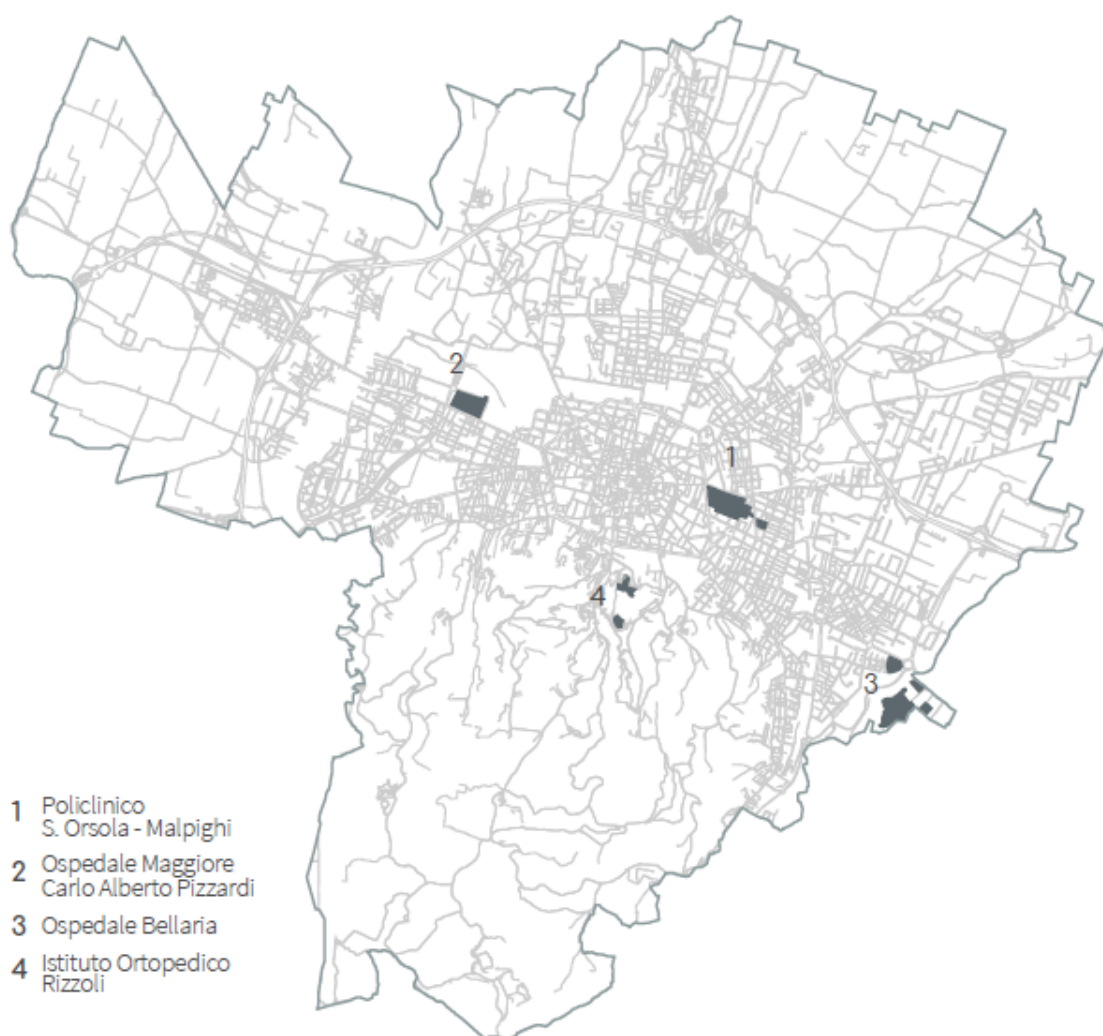 2
1
4
3
1 Policlinico
S. Orsola - Malpighi
2 Ospedale Maggiore
Carlo Alberto Pizzardi
3 Ospedale Bellaria
4 Istituto Ortopedico
Rizzoli